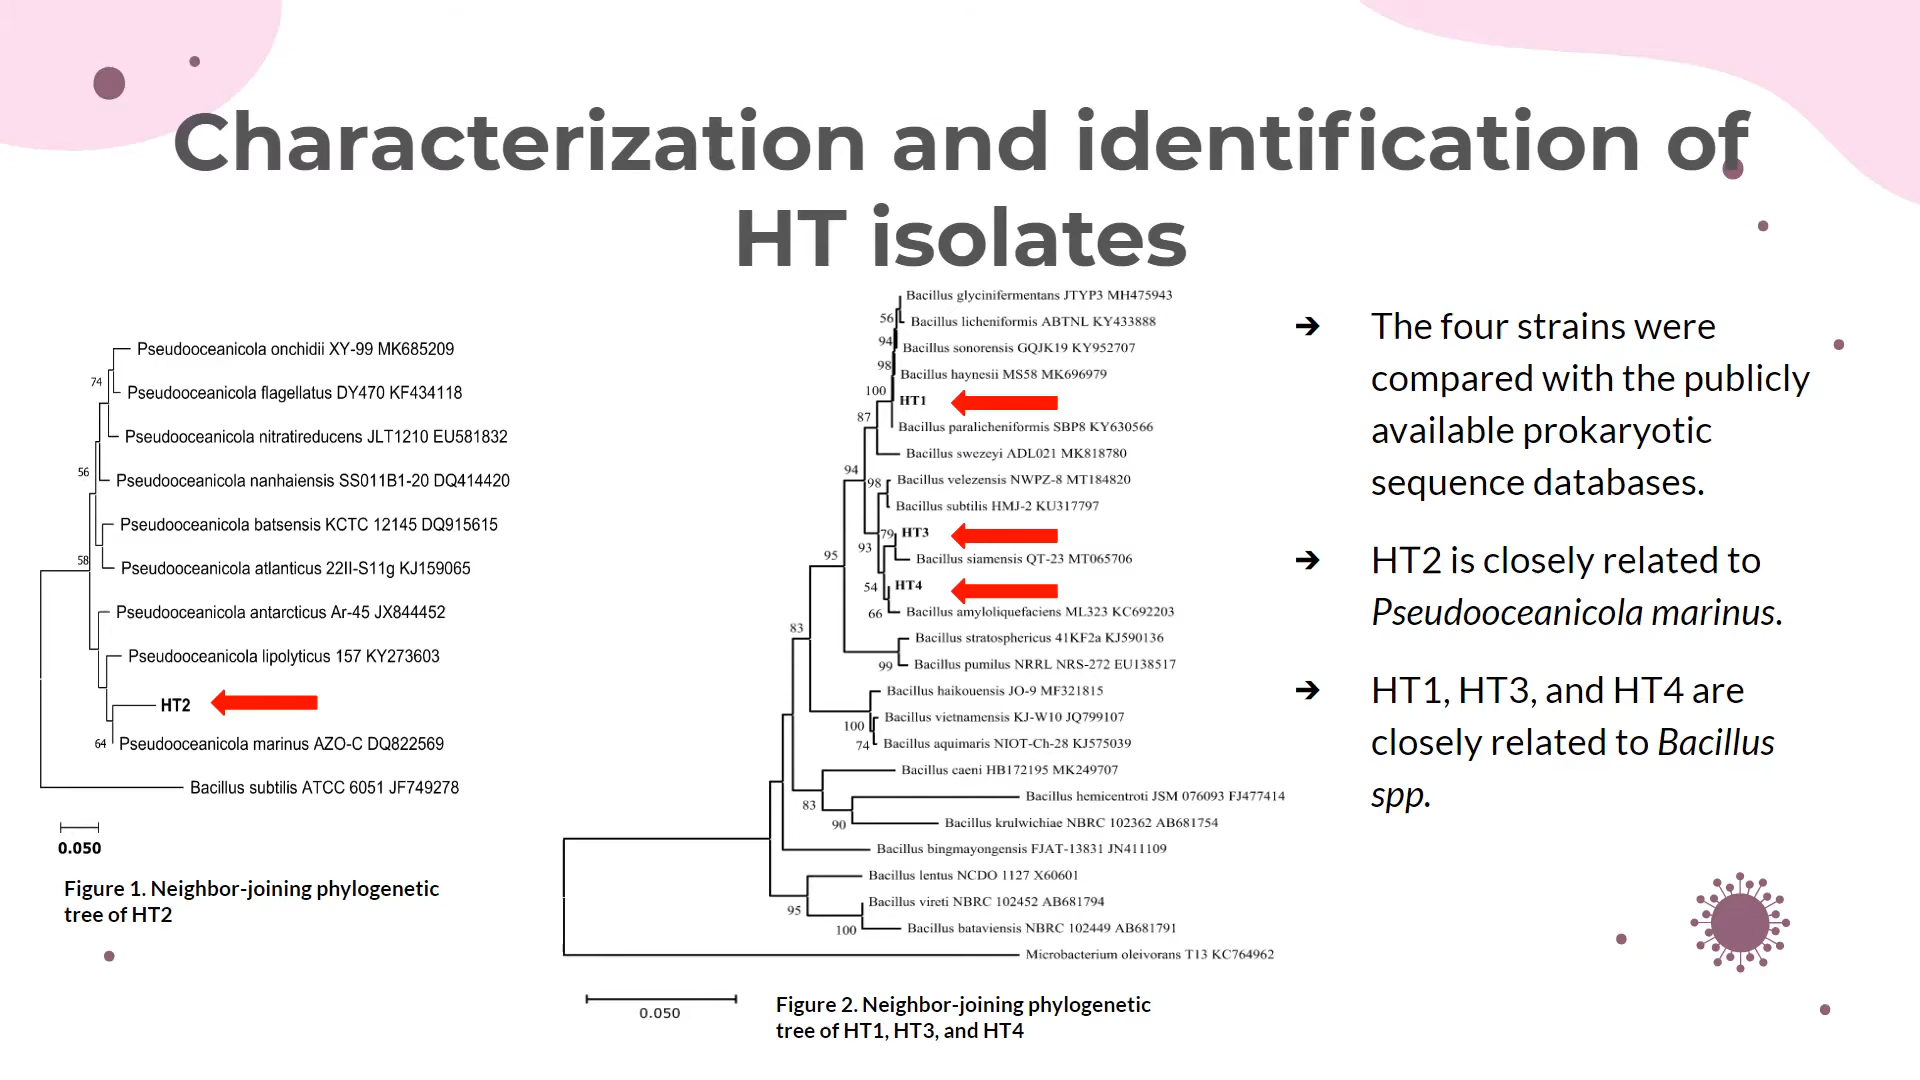 Characterization and identification of
HT isolates
Pseudooceanicola onchidii XY-99 MK685209
74
Pseudooceanicola flagellatus DY470 KF434118
Pseudooceanicola nitratireducens JLT1210 EU581832
56
Pseudooceanicola nanhaiensis SS011B1-20 DQ414420
Pseudooceanicola batsensis KCTC 12145 DQ915615
58
Pseudooceanicola atlanticus 22II-S11g KJ159065
Pseudooceanicola antarcticus Ar-45 JX844452
Pseudooceanicola lipolyticus 157 KY273603
HT2
64
Pseudooceanicola marinus AZO-C DQ822569
Bacillus subtilis ATCC 6051 JF749278
0.050
Figure 1. Neighbor-joining phylogenetic
tree of HT2
Bacillus glycinifermentans JTYP3 MH475943
56
Bacillus licheniformis ABTNL KY433888
94
Bacillus sonorensis GQJK19 KY952707
98
Bacillus haynesii MS58 MK696979
100
HT1
87
Bacillus paralicheniformis SBP8 KY630566
Bacillus swezeyi ADL021 MK818780
94
98
Bacillus velezensis NWPZ-8 MT184820
Bacillus subtilis HMJ-2 KU317797
79
HT3
93
95
Bacillus siamensis QT-23 MT065706
54
HT4
66
Bacillus amyloliquefaciens ML323 KC692203
83
Bacillus stratosphericus 41KF2a KJ590136
99
Bacillus pumilus NRRL NRS-272 EU138517
Bacillus haikouensis JO-9 MF321815
100
Bacillus vietnamensis KJ-W10 JQ799107
74
Bacillus aquimaris NIOT-Ch-28 KJ575039
Bacillus caeni HB172195 MK249707
83
Bacillus hemicentroti JSM 076093 FJ477414
90
Bacillus krulwichiae NBRC 102362 AB681754
Bacillus bingmayongensis FJAT-13831 JN411109
Bacillus lentus NCDO 1127 X60601
95
Bacillus vireti NBRC 102452 AB681794
100
Bacillus bataviensis NBRC 102449 AB681791
Microbacterium oleivorans T13 KC764962
0.050
Figure 2. Neighbor-joining phylogenetic
tree of HT1, HT3, and HT4
➔ The four strains were
compared with the publicly
available prokaryotic
sequence databases.
➔ HT2 is closely related to
Pseudooceanicola marinus.
➔ HT1, HT3, and HT4 are
closely related to Bacillus
spp.